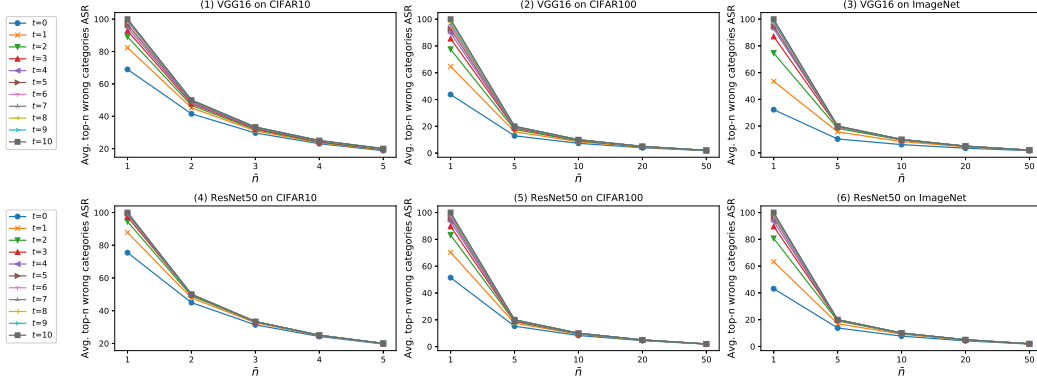 (1) VGG16 on CIFAR10
(2) VGG16 on CIFAR100
(3) VGG16 on ImageNet
t=0
t=1
t=2
t=3
t=4
t=5
t=6
t=7
t=8
t=9
t=10
Avg. top-n wrong categories ASR
100
80
60
40
20
1
2
3
4
5
n̄
Avg. top-n wrong categories ASR
100
80
60
40
20
0
1
5
10
20
50
n̄
Avg. top-n wrong categories ASR
100
80
60
40
20
0
1
5
10
20
50
n̄
(4) ResNet50 on CIFAR10
(5) ResNet50 on CIFAR100
(6) ResNet50 on ImageNet
t=0
t=1
t=2
t=3
t=4
t=5
t=6
t=7
t=8
t=9
t=10
Avg. top-n wrong categories ASR
100
80
60
40
20
1
2
3
4
5
n̄
Avg. top-n wrong categories ASR
100
80
60
40
20
0
1
5
10
20
50
n̄
Avg. top-n wrong categories ASR
100
80
60
40
20
0
1
5
10
20
50
n̄